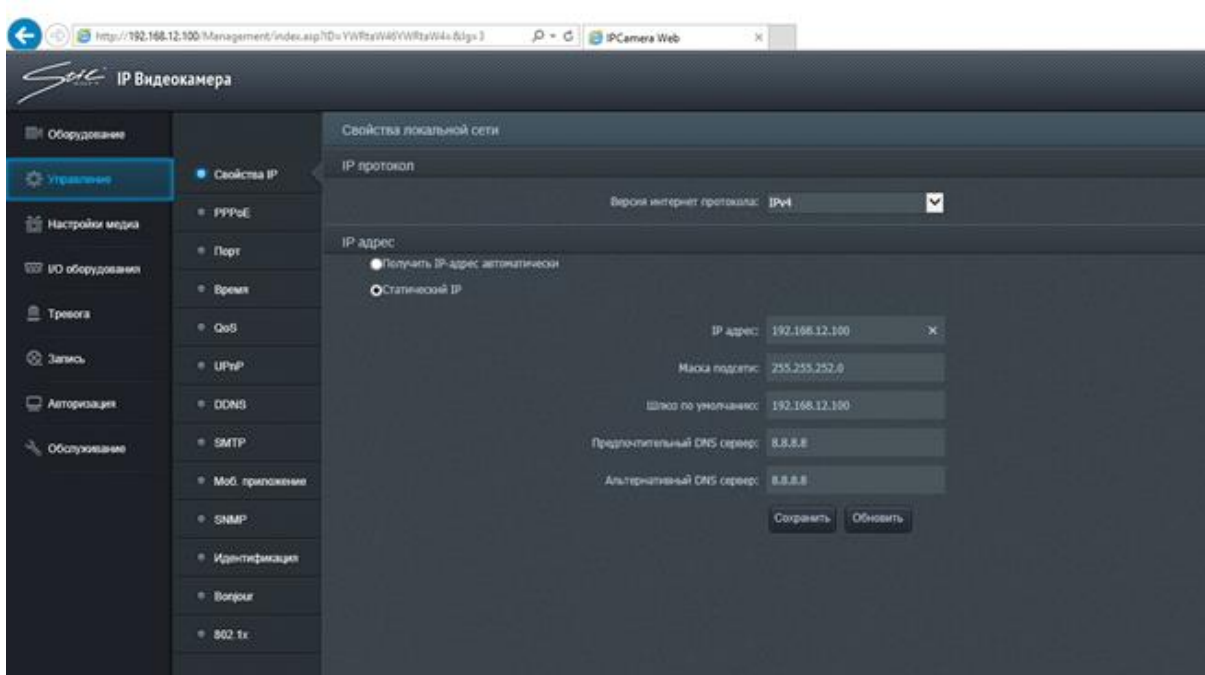 http://192.168.12.100/Management/index.asp?ID=YWRtaW46YWRtaW4=&lg=3
IPCamera Web
IP Видеокамера
Оборудование
Управление
Настройки медиа
I/O оборудования
Тревога
Запись
Авторизация
Обслуживание
Свойства IP
PPPoE
Порт
Время
QoS
UPnP
DDNS
SMTP
Моб. приложение
SNMP
Идентификация
Bonjour
802.1x
Свойства локальной сети
IP протокол
Версия интернет протокола: IPv4
IP адрес
Получить IP-адрес автоматически
Статический IP
IP адрес: 192.168.12.100
Маска подсети: 255.255.252.0
Шлюз по умолчанию: 192.168.12.100
Предпочтительный DNS сервер: 8.8.8.8
Альтернативный DNS сервер: 8.8.8.8
Сохранить Обновить